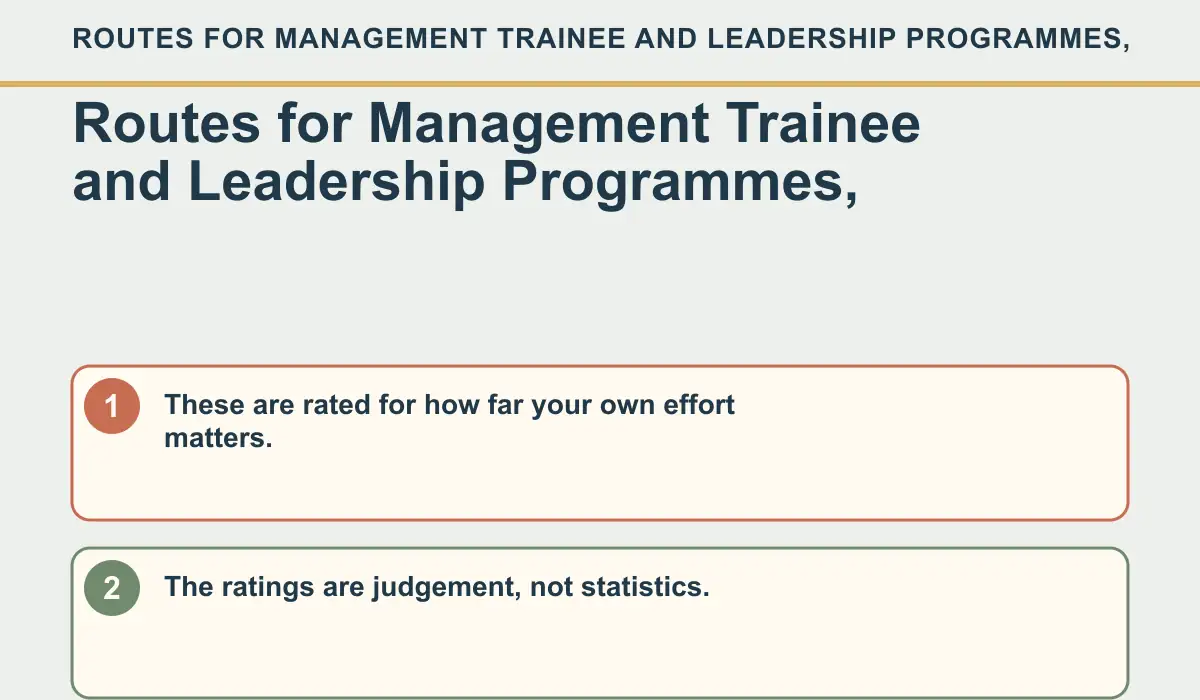 ROUTES FOR MANAGEMENT TRAINEE AND LEADERSHIP PROGRAMMES,
Routes for Management Trainee
and Leadership Programmes,
1
These are rated for how far your own effort
matters.
2
The ratings are judgement, not statistics.